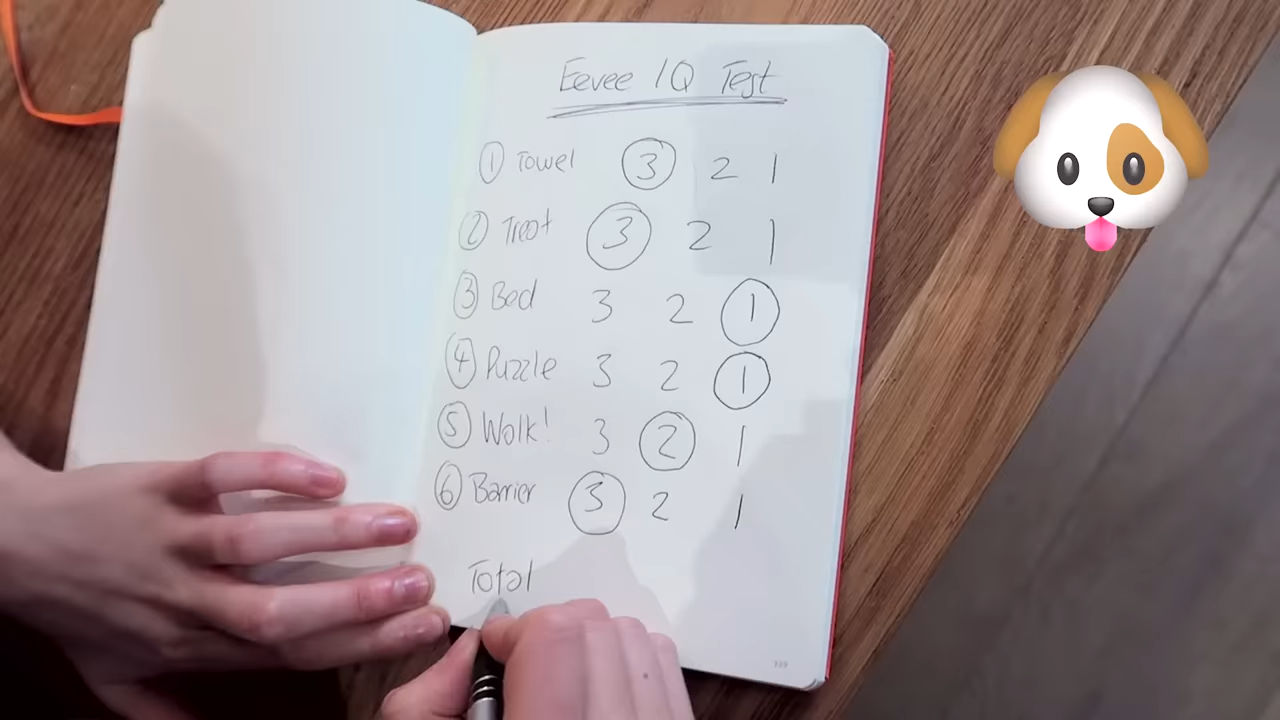 Eevee IQ Test
① Towel 3 2 1
② Treat 3 2 1
③ Bed 3 2 1
④ Puzzle 3 2 1
⑤ Walk! 3 2 1
⑥ Barrier 3 2 1
Total